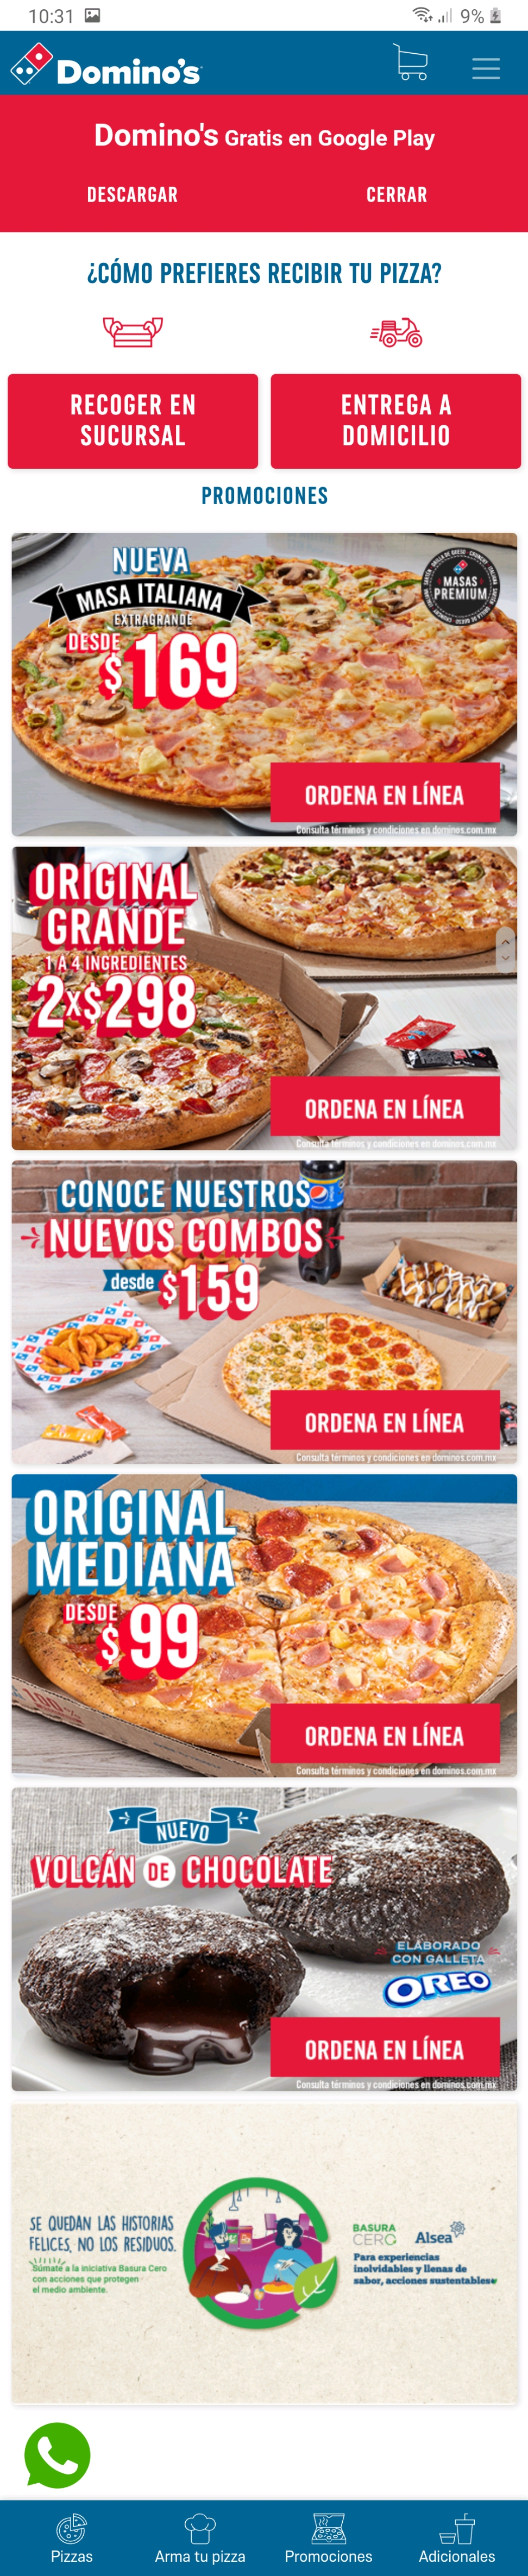 10:31
9%
Domino's
Domino's Gratis en Google Play
DESCARGAR
CERRAR
¿CÓMO PREFIERES RECIBIR TU PIZZA?
RECOGER EN
SUCURSAL
ENTREGA A
DOMICILIO
PROMOCIONES
NUEVA
MASA ITALIANA
EXTRAGRANDE
DESDE
$169
MASAS
PREMIUM
ORDENA EN LÍNEA
Consulta términos y condiciones en dominos.com.mx
ORIGINAL
GRANDE
1 A 4 INGREDIENTES
2x$298
ORDENA EN LÍNEA
Consulta términos y condiciones en dominos.com.mx
CONOCE NUESTROS
NUEVOS COMBOS
desde $159
ORDENA EN LÍNEA
Consulta términos y condiciones en dominos.com.mx
ORIGINAL
MEDIANA
DESDE
$99
100%
ORDENA EN LÍNEA
Consulta términos y condiciones en dominos.com.mx
NUEVO
VOLCÁN DE CHOCOLATE
ELABORADO
CON GALLETA
OREO
ORDENA EN LÍNEA
Consulta términos y condiciones en dominos.com.mx
SE QUEDAN LAS HISTORIAS
FELICES, NO LOS RESIDUOS.
Súmate a la iniciativa Basura Cero
con acciones que protegen
el medio ambiente.
BASURA
CERO
Alsea
Para experiencias
inolvidables y llenas de
sabor, acciones sustentables
Pizzas
Arma tu pizza
Promociones
Adicionales